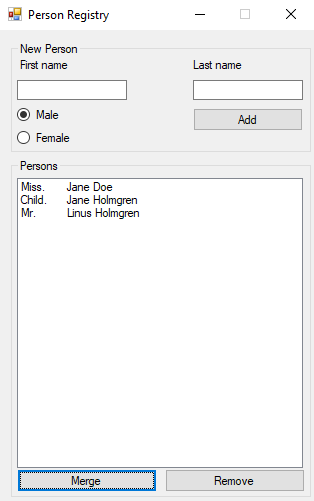 Person Registry
New Person
First name Last name
Male
Add
Female
Persons
Miss. Jane Doe
Child. Jane Holmgren
Mr. Linus Holmgren
Merge Remove